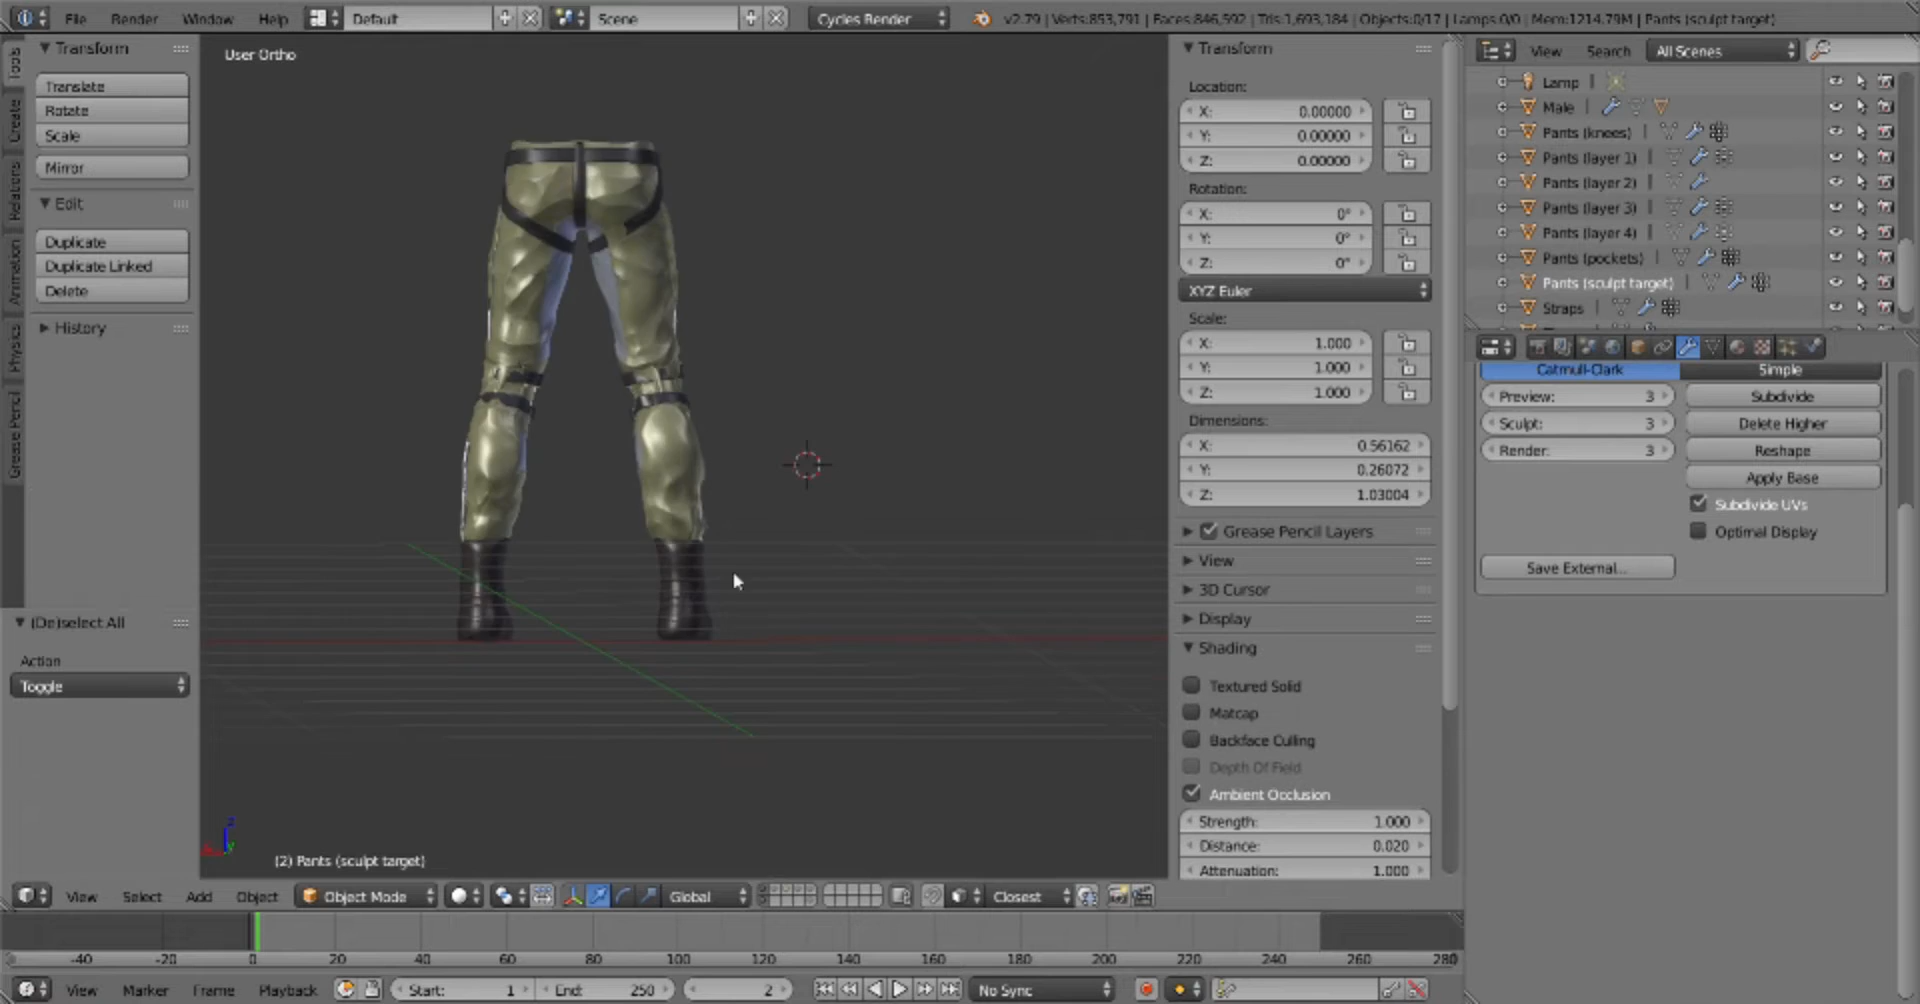 File Render Window Help Default Scene Cycles Render v2.79 | Verts:853,791 | Faces:846,592 | Tris:1,693,184 | Objects:0/17 | Lamps:0/0 | Mem:1214.79M | Pants (sculpt target)
Tools
Create
Relations
Animation
Physics
Grease Pencil
Transform
Translate
Rotate
Scale
Mirror
Edit
Duplicate
Duplicate Linked
Delete
History
(De)select All
Action
Toggle
User Ortho
(2) Pants (sculpt target)
Transform
Location:
X: 0.00000
Y: 0.00000
Z: 0.00000
Rotation:
X: 0°
Y: 0°
Z: 0°
XYZ Euler
Scale:
X: 1.000
Y: 1.000
Z: 1.000
Dimensions:
X: 0.56162
Y: 0.26072
Z: 1.03004
Grease Pencil Layers
View
3D Cursor
Display
Shading
Textured Solid
Matcap
Backface Culling
Depth Of Field
Ambient Occlusion
Strength: 1.000
Distance: 0.020
Attenuation: 1.000
View Search All Scenes
Lamp
Male
Pants (knees)
Pants (layer 1)
Pants (layer 2)
Pants (layer 3)
Pants (layer 4)
Pants (pockets)
Pants (sculpt target)
Straps
Catmull-Clark Simple
Preview: 3 Subdivide
Sculpt: 3 Delete Higher
Render: 3 Reshape
Apply Base
Subdivide UVs
Optimal Display
Save External...
View Select Add Object Object Mode Global Closest
-40 -20 0 20 40 60 80 100 120 140 160 180 200 220 240 260 280
View Marker Frame Playback Start: 1 End: 250 2 No Sync